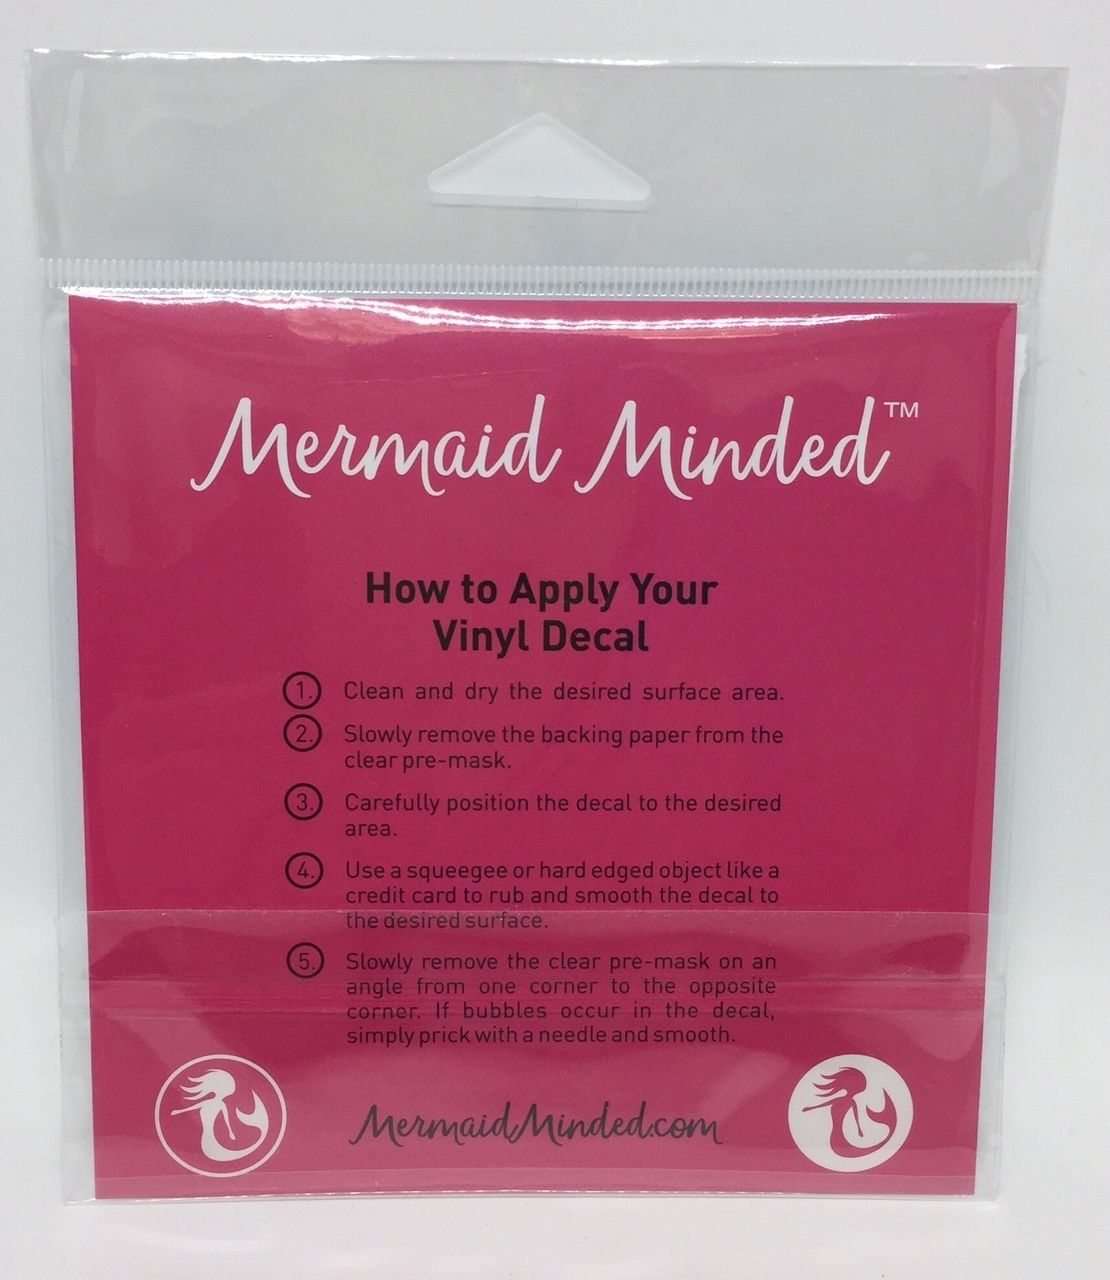 Mermaid Minded™
How to Apply Your
Vinyl Decal
1. Clean and dry the desired surface area.
2. Slowly remove the backing paper from the
clear pre-mask.
3. Carefully position the decal to the desired
area.
4. Use a squeegee or hard edged object like a
credit card to rub and smooth the decal to
the desired surface.
5. Slowly remove the clear pre-mask on an
angle from one corner to the opposite
corner. If bubbles occur in the decal,
simply prick with a needle and smooth.
MermaidMinded.com